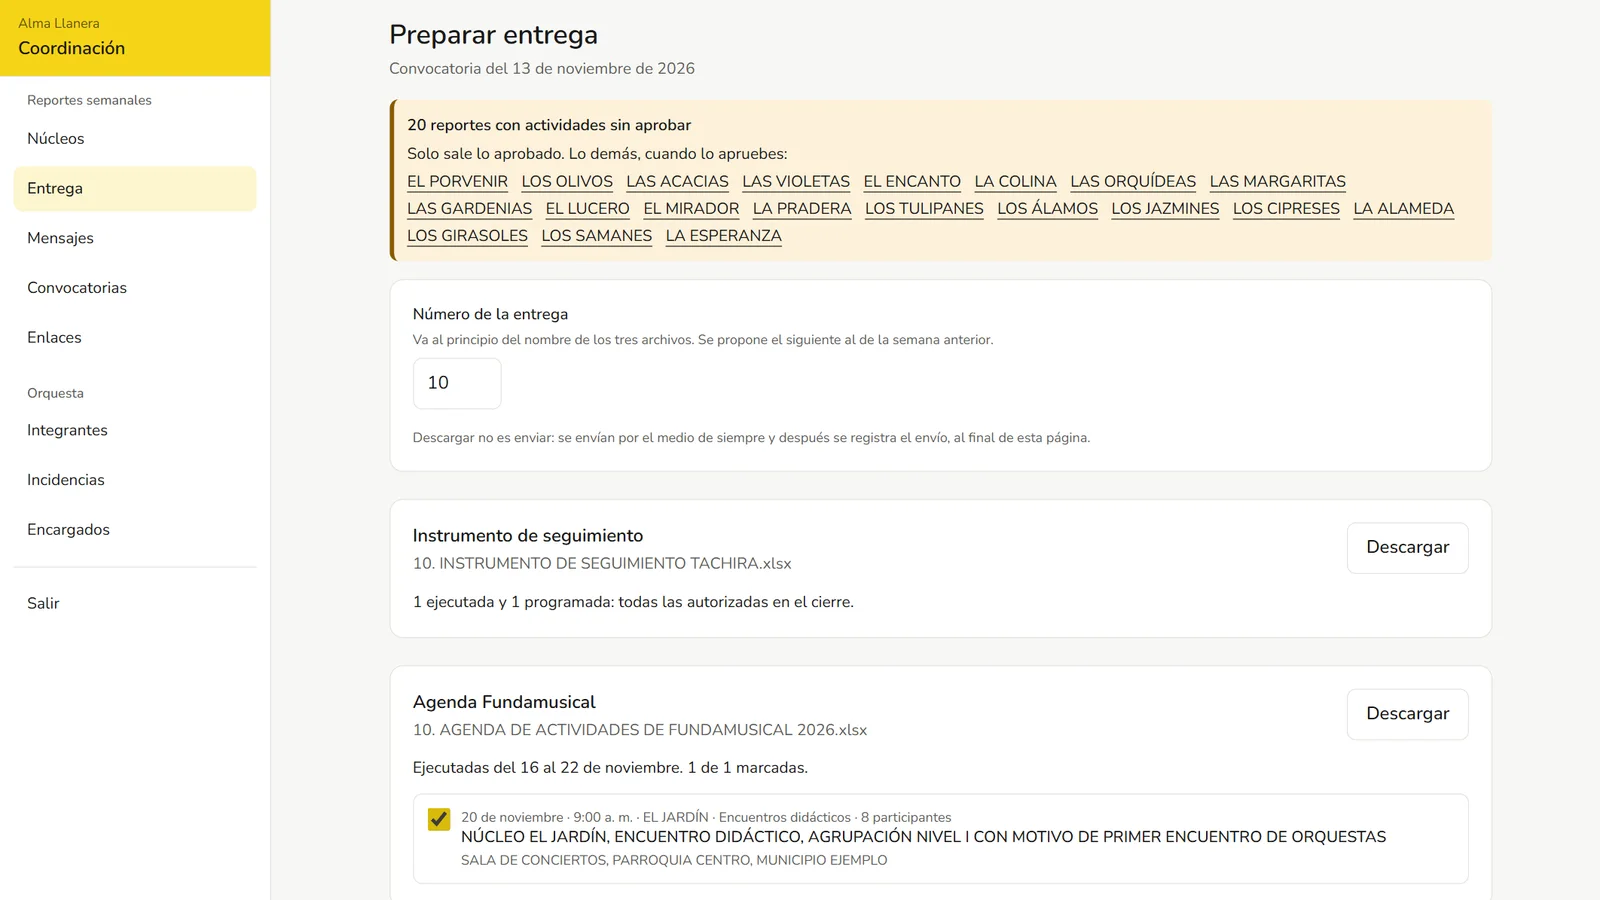 Alma Llanera
Coordinación
Reportes semanales
Núcleos
Entrega
Mensajes
Convocatorias
Enlaces
Orquesta
Integrantes
Incidencias
Encargados
Salir
Preparar entrega
Convocatoria del 13 de noviembre de 2026
20 reportes con actividades sin aprobar
Solo sale lo aprobado. Lo demás, cuando lo apruebes:
EL PORVENIR LOS OLIVOS LAS ACACIAS LAS VIOLETAS EL ENCANTO LA COLINA LAS ORQUÍDEAS LAS MARGARITAS
LAS GARDENIAS EL LUCERO EL MIRADOR LA PRADERA LOS TULIPANES LOS ÁLAMOS LOS JAZMINES LOS CIPRESES LA ALAMEDA
LOS GIRASOLES LOS SAMANES LA ESPERANZA
Número de la entrega
Va al principio del nombre de los tres archivos. Se propone el siguiente al de la semana anterior.
10
Descargar no es enviar: se envían por el medio de siempre y después se registra el envío, al final de esta página.
Instrumento de seguimiento
Descargar
10. INSTRUMENTO DE SEGUIMIENTO TACHIRA.xlsx
1 ejecutada y 1 programada: todas las autorizadas en el cierre.
Agenda Fundamusical
Descargar
10. AGENDA DE ACTIVIDADES DE FUNDAMUSICAL 2026.xlsx
Ejecutadas del 16 al 22 de noviembre. 1 de 1 marcadas.
20 de noviembre · 9:00 a. m. · EL JARDÍN · Encuentros didácticos · 8 participantes
NÚCLEO EL JARDÍN, ENCUENTRO DIDÁCTICO, AGRUPACIÓN NIVEL I CON MOTIVO DE PRIMER ENCUENTRO DE ORQUESTAS
SALA DE CONCIERTOS, PARROQUIA CENTRO, MUNICIPIO EJEMPLO